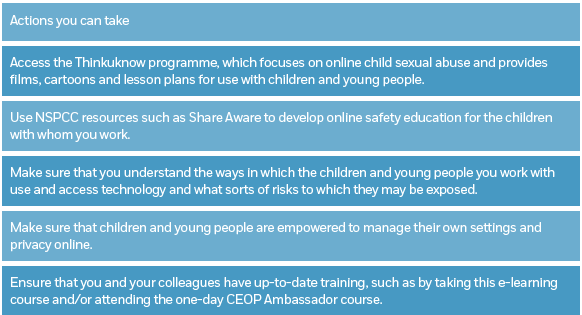 Actions you can take
Access the Thinkuknow programme, which focuses on online child sexual abuse and provides
films, cartoons and lesson plans for use with children and young people.
Use NSPCC resources such as Share Aware to develop online safety education for the children
with whom you work.
Make sure that you understand the ways in which the children and young people you work with
use and access technology and what sorts of risks to which they may be exposed.
Make sure that children and young people are empowered to manage their own settings and
privacy online.
Ensure that you and your colleagues have up-to-date training, such as by taking this e-learning
course and/or attending the one-day CEOP Ambassador course.